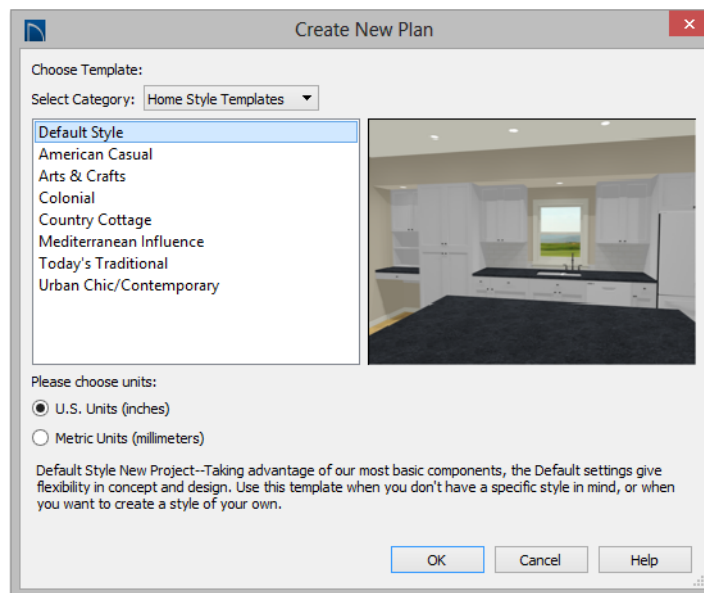 Create New Plan
Choose Template:
Select Category: Home Style Templates
Default Style
American Casual
Arts & Crafts
Colonial
Country Cottage
Mediterranean Influence
Today's Traditional
Urban Chic/Contemporary
Please choose units:
U.S. Units (inches)
Metric Units (millimeters)
Default Style New Project--Taking advantage of our most basic components, the Default settings give
flexibility in concept and design. Use this template when you don't have a specific style in mind, or when
you want to create a style of your own.
OK Cancel Help